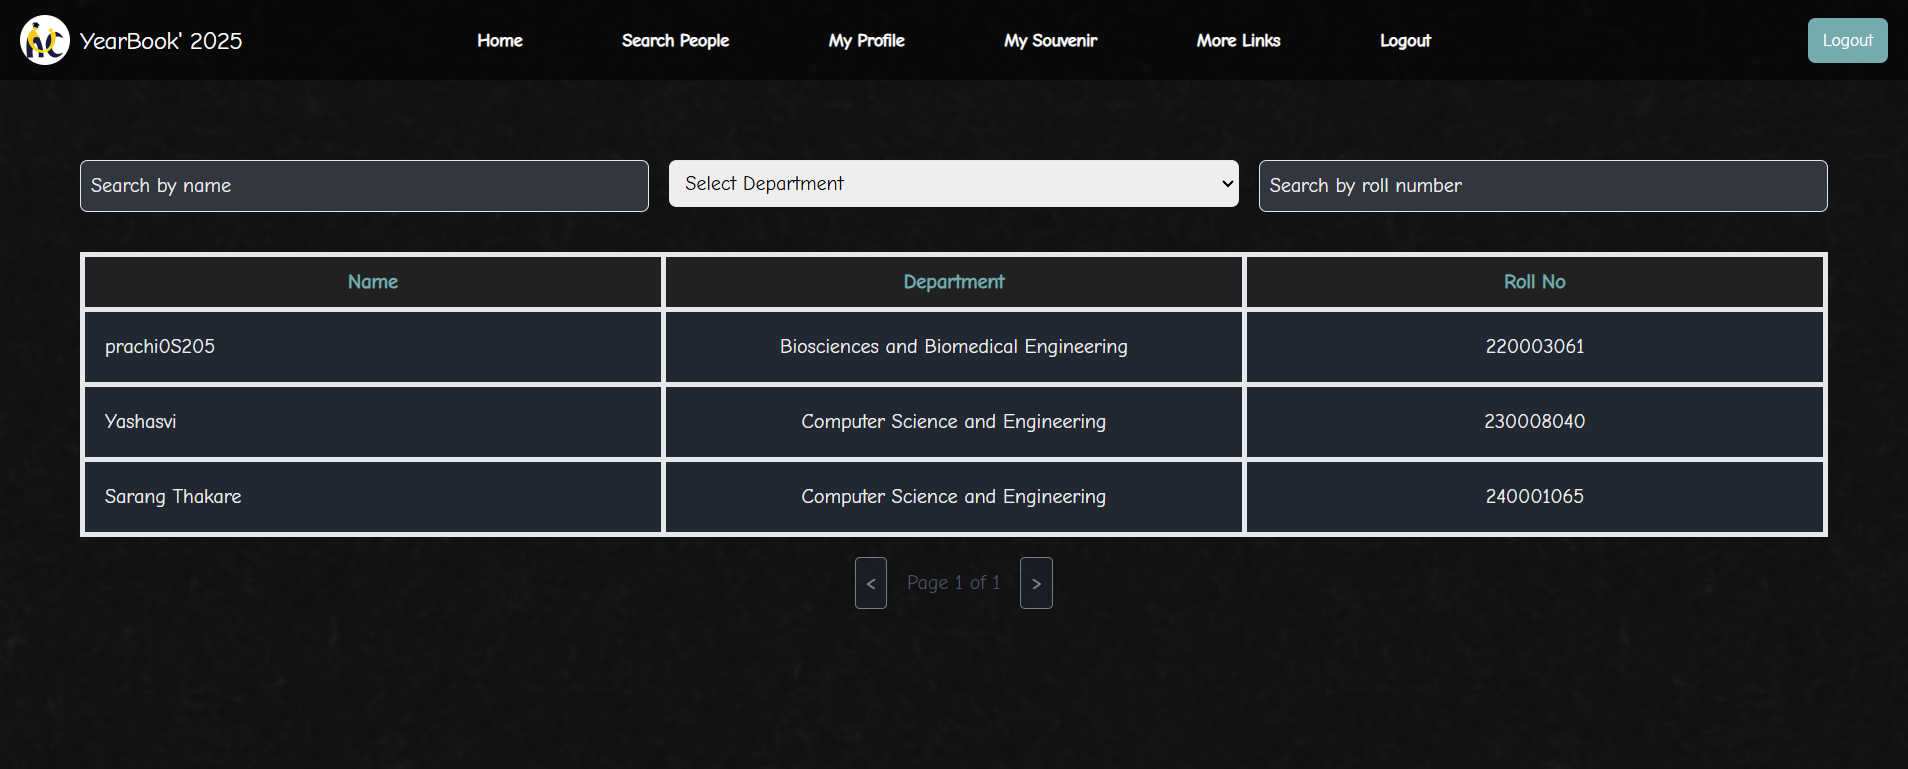 YearBook' 2025 Home Search People My Profile My Souvenir More Links Logout Logout
Search by name Select Department Search by roll number
Name Department Roll No
prachi0S205 Biosciences and Biomedical Engineering 220003061
Yashasvi Computer Science and Engineering 230008040
Sarang Thakare Computer Science and Engineering 240001065
< Page 1 of 1 >